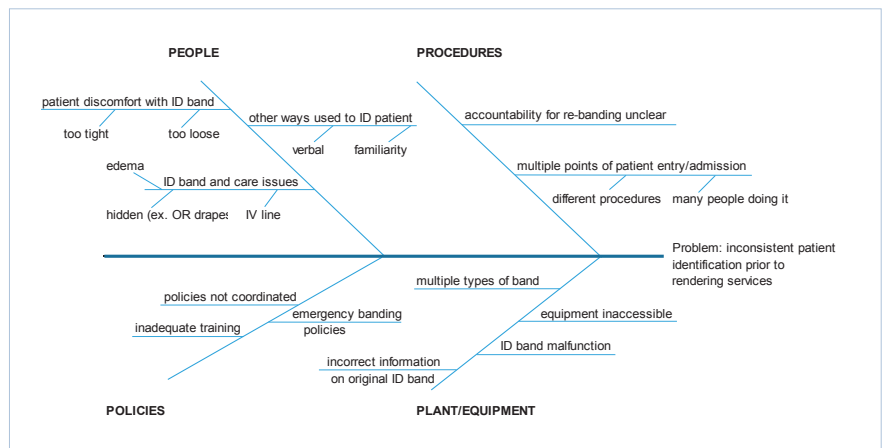 PEOPLE
PROCEDURES
patient discomfort with ID band
too tight
too loose
other ways used to ID patient
verbal
familiarity
edema
ID band and care issues
hidden (ex. OR drapes
IV line
accountability for re-banding unclear
multiple points of patient entry/admission
different procedures
many people doing it
Problem: inconsistent patient
identification prior to
rendering services
policies not coordinated
emergency banding
policies
inadequate training
multiple types of band
equipment inaccessible
ID band malfunction
incorrect information
on original ID band
POLICIES
PLANT/EQUIPMENT